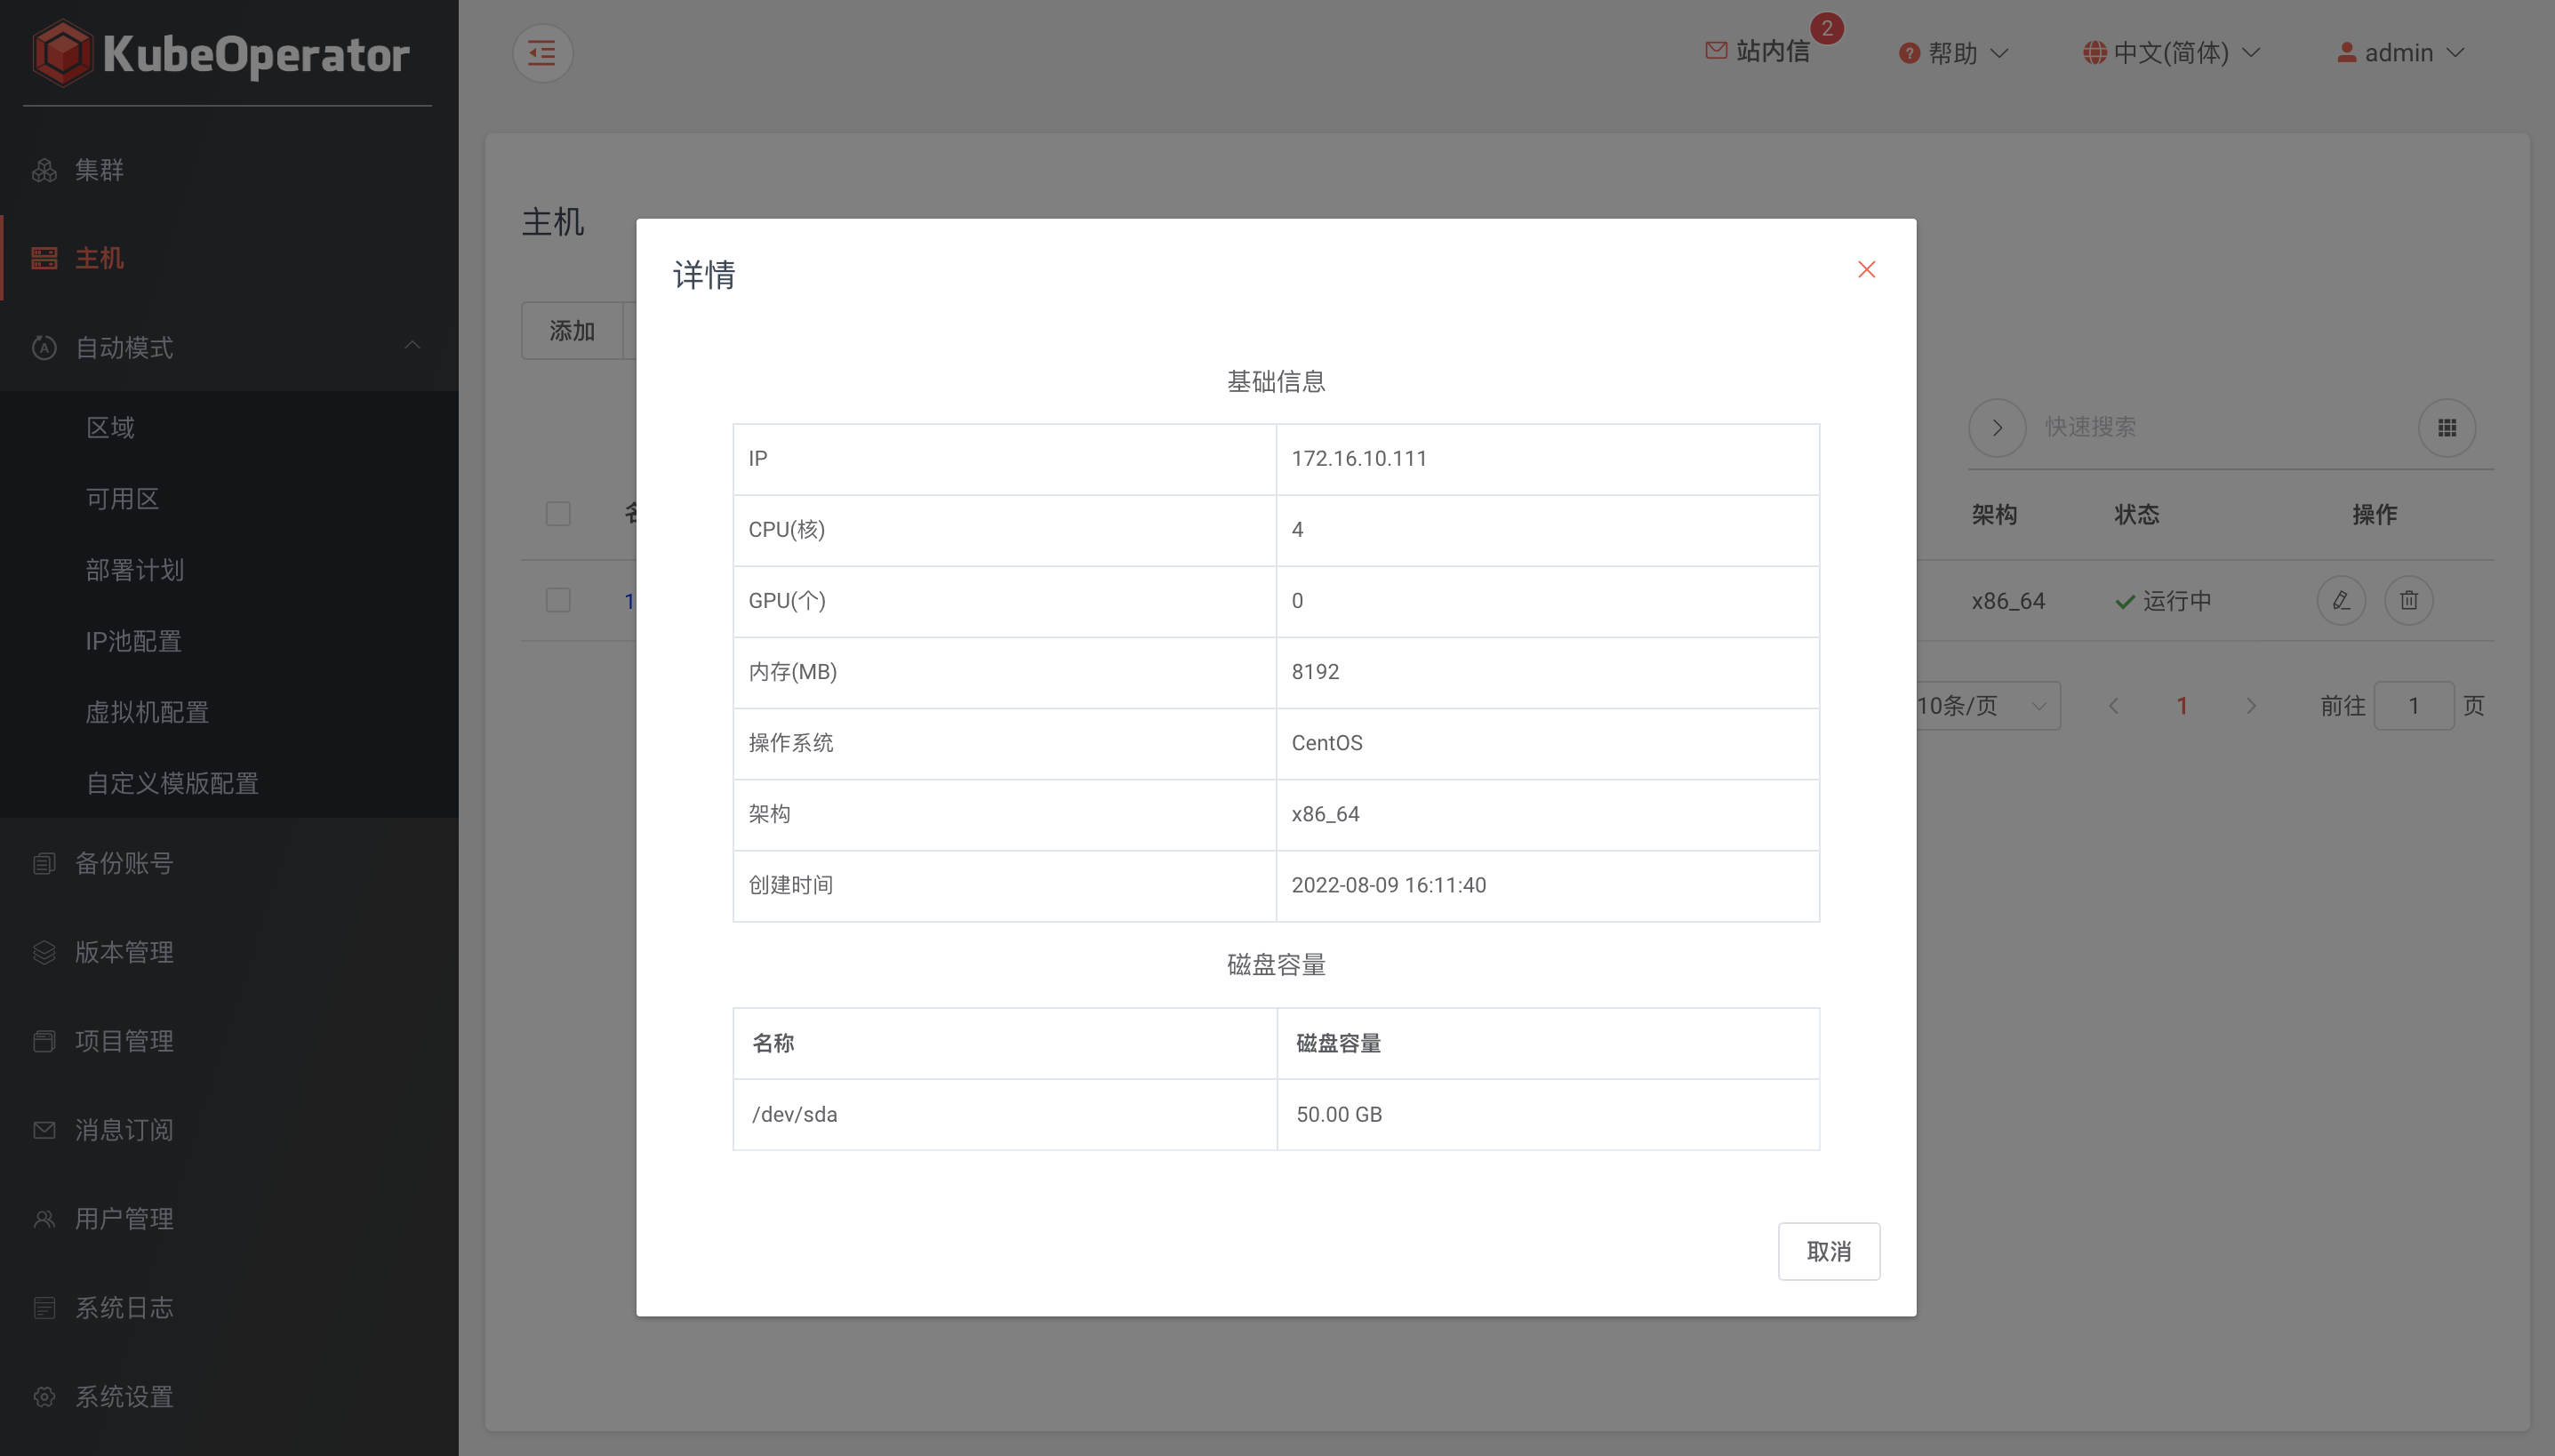 KubeOperator
站内信
2
帮助
中文(简体)
admin
集群
主机
自动模式
区域
可用区
部署计划
IP池配置
虚拟机配置
自定义模版配置
备份账号
版本管理
项目管理
消息订阅
用户管理
系统日志
系统设置
主机
添加
快速搜索
架构
状态
操作
x86_64
运行中
10条/页
1
前往
1
页
详情
基础信息
IP
172.16.10.111
CPU(核)
4
GPU(个)
0
内存(MB)
8192
操作系统
CentOS
架构
x86_64
创建时间
2022-08-09 16:11:40
磁盘容量
名称
磁盘容量
/dev/sda
50.00 GB
取消